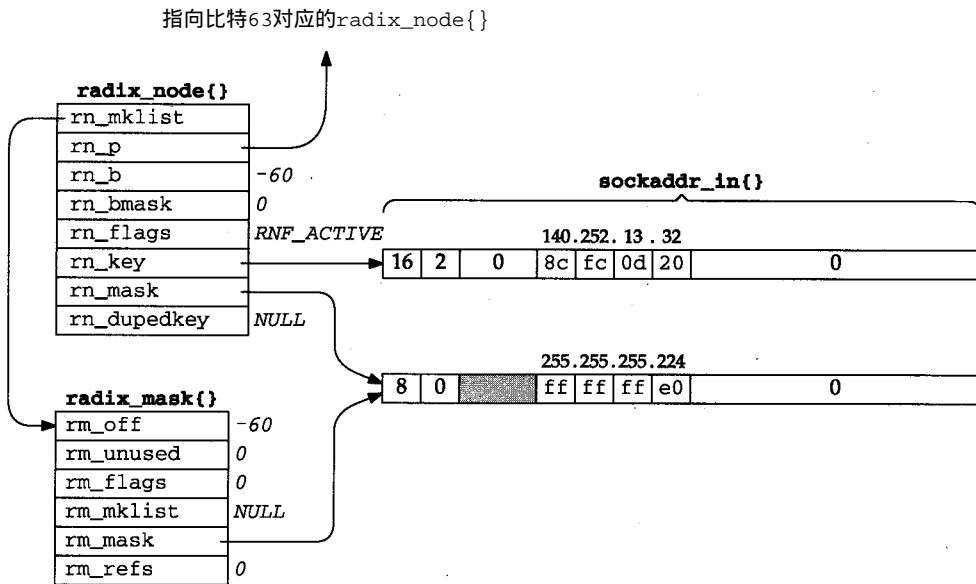 指向比特63对应的radix_node{}
radix_node{}
rn_mklist
rn_p
rn_b -60
rn_bmask 0
rn_flags RNF_ACTIVE
rn_key
rn_mask
rn_dupedkey NULL
sockaddr_in{}
140.252. 13 . 32
16 2 0 8c fc 0d 20 0
255.255.255.224
8 0 ff ff ff e0 0
radix_mask{}
rm_off -60
rm_unused 0
rm_flags 0
rm_mklist NULL
rm_mask
rm_refs 0